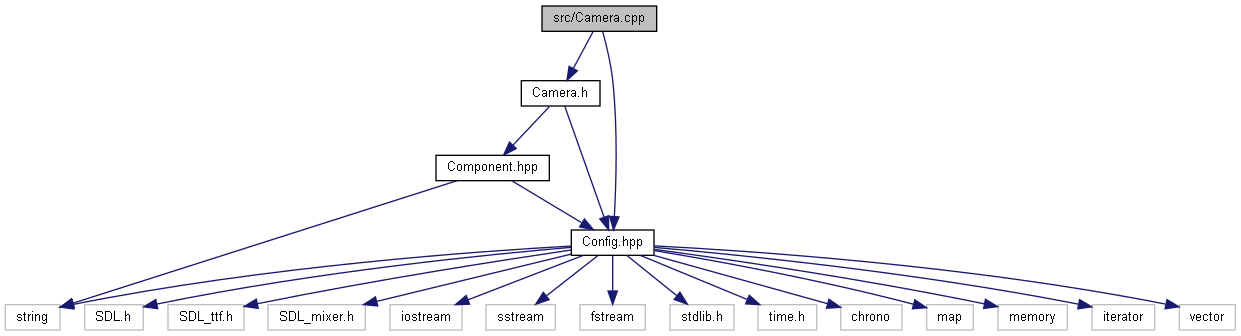 src/Camera.cpp
Camera.h
Component.hpp
Config.hpp
string
SDL.h
SDL_ttf.h
SDL_mixer.h
iostream
sstream
fstream
stdlib.h
time.h
chrono
map
memory
iterator
vector